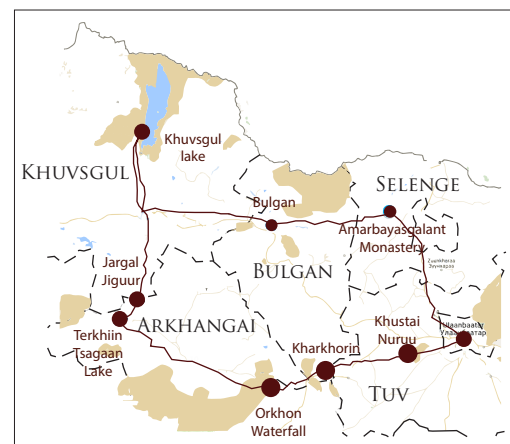 Khuvsgul
lake
KHUVSGUL
SELENGE
Bulgan
Amarbayasgalant
Monastery
Zuunkharaa
Зүүнхараа
BULGAN
Jargal
Jiguur
ARKHANGAI
Ulaanbaatar
Улаанбаатар
Khustai
Nuruu
Kharkhorin
Terkhiin
Tsagaan
Lake
TUV
Orkhon
Waterfall